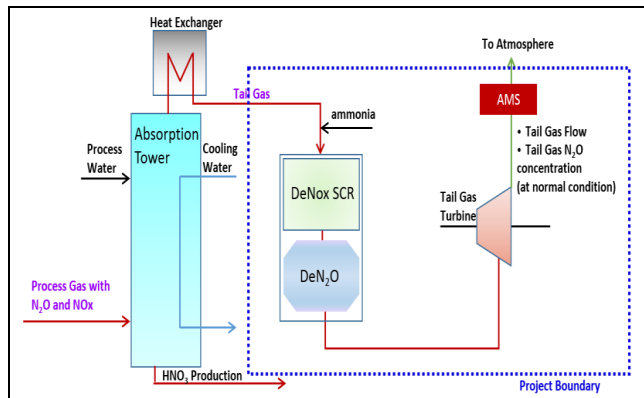 Heat Exchanger
To Atmosphere
Tail Gas
AMS
ammonia
Absorption
Tower
Process
Water
Cooling
Water
• Tail Gas Flow
• Tail Gas N₂O
concentration
(at normal condition)
DeNox SCR
Tail Gas
Turbine
DeN₂O
Process Gas with
N₂O and NOx
HNO₃ Production
Project Boundary